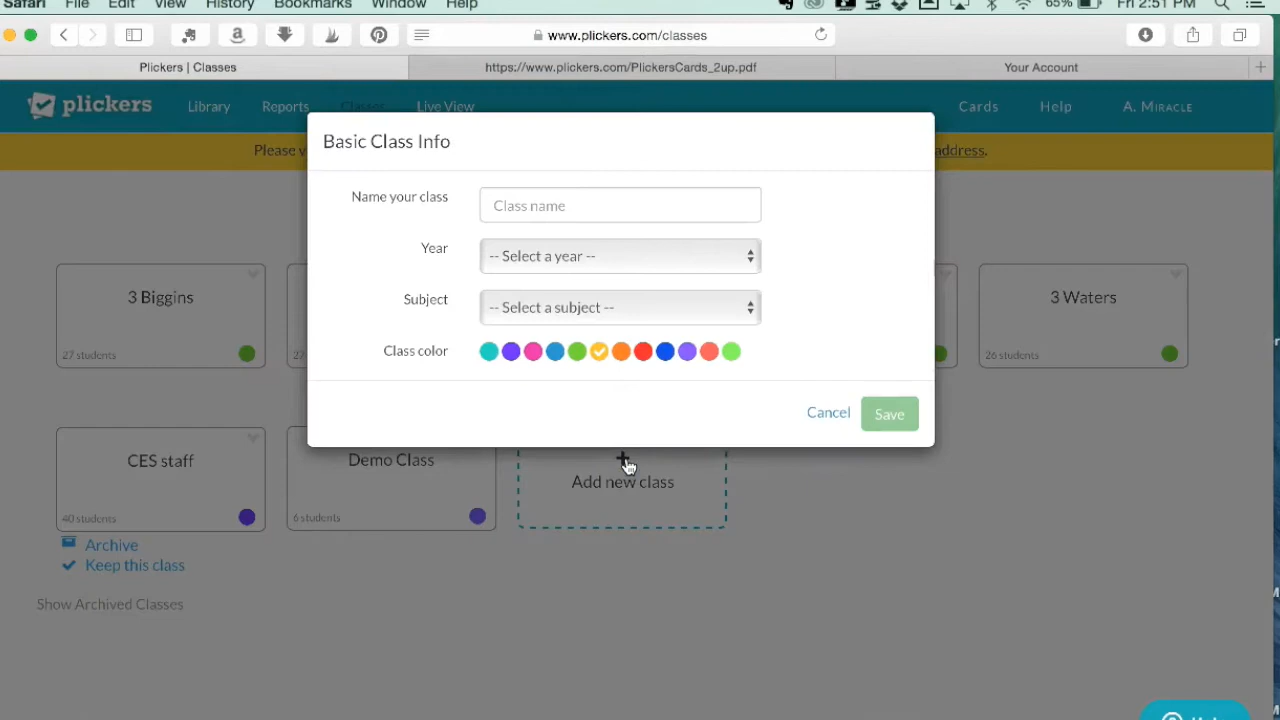 Safari File Edit View History Bookmarks Window Help 65% Fri 2:51 PM
www.plickers.com/classes
Plickers | Classes https://www.plickers.com/PlickersCards_2up.pdf Your Account
plickers Library Reports Classes Live View Cards Help A. MIRACLE
Please address.
Basic Class Info
Name your class Class name
Year -- Select a year --
Subject -- Select a subject --
Class color
Cancel Save
3 Biggins 3 Waters
27 students 27 26 students
CES staff Demo Class Add new class
40 students 6 students
Archive
Keep this class
Show Archived Classes